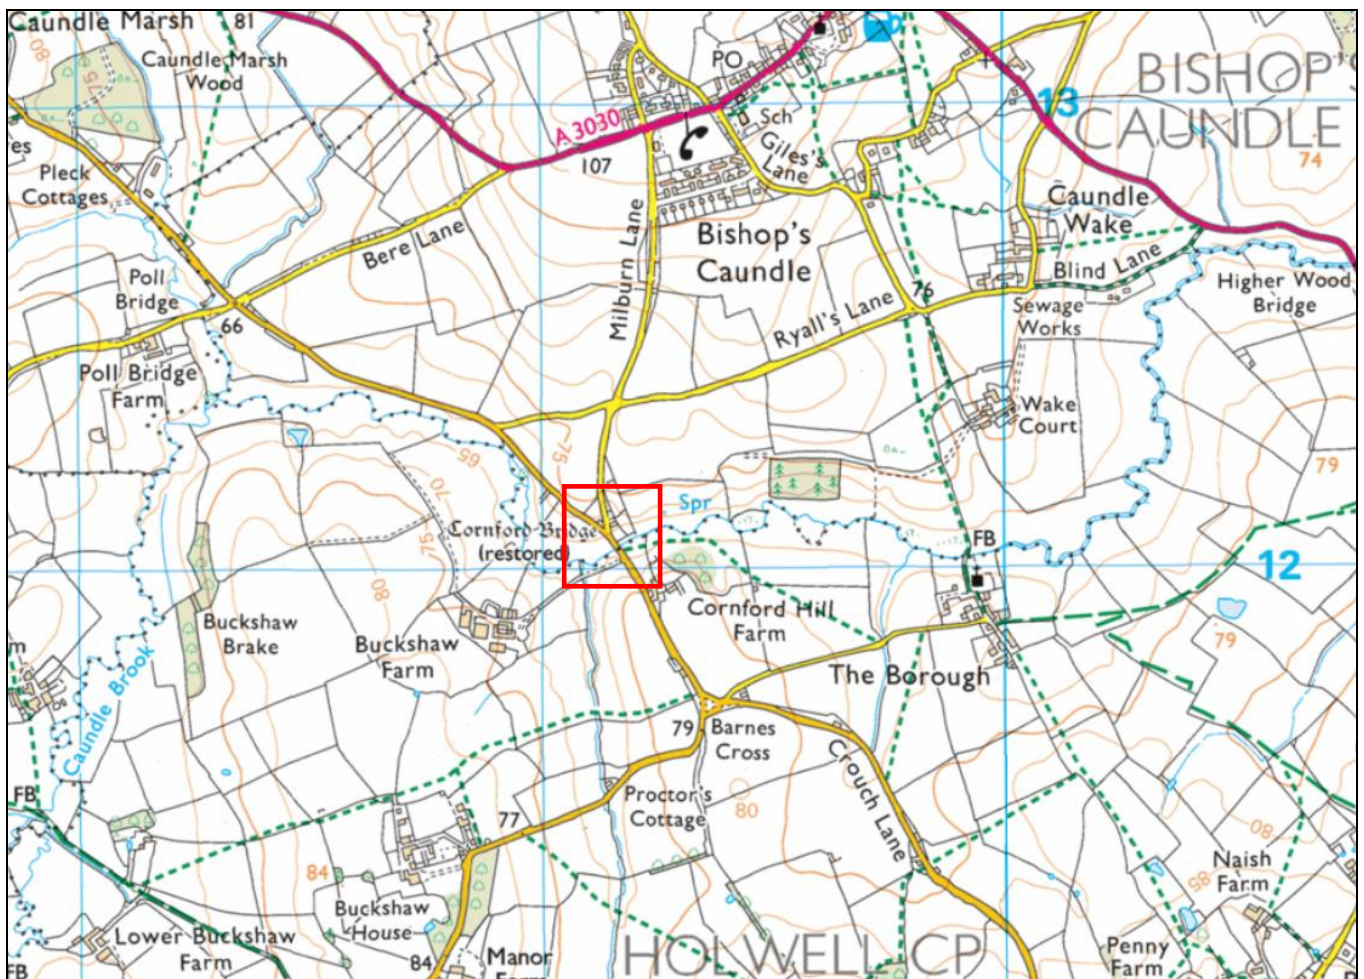 Caundle Marsh
81
80
75
Caundle Marsh
Wood
PO
BISHOP'S
CAUNDLE
13
A 3030
107
Sch
Giles's
Lane
74
es
Pleck
Cottages
Bere Lane
Milburn Lane
Bishop's
Caundle
Caundle
Wake
Blind Lane
Higher Wood
Bridge
Poll
Bridge
66
76
Ryall's Lane
Sewage
Works
Poll Bridge
Farm
Wake
Court
65
75
70
75
79
Spr
Cornford Bridge
(restored)
FB
12
80
Cornford Hill
Farm
79
Buckshaw
Brake
Buckshaw
Farm
m
The Borough
Caundle Brook
79
Barnes
Cross
Crouch Lane
FB
Proctor's
Cottage
80
77
80
Naish
Farm
84
85
Buckshaw
House
Lower Buckshaw
Farm
84
Manor
Farm
HOLWELL CP
Penny
Farm
FB